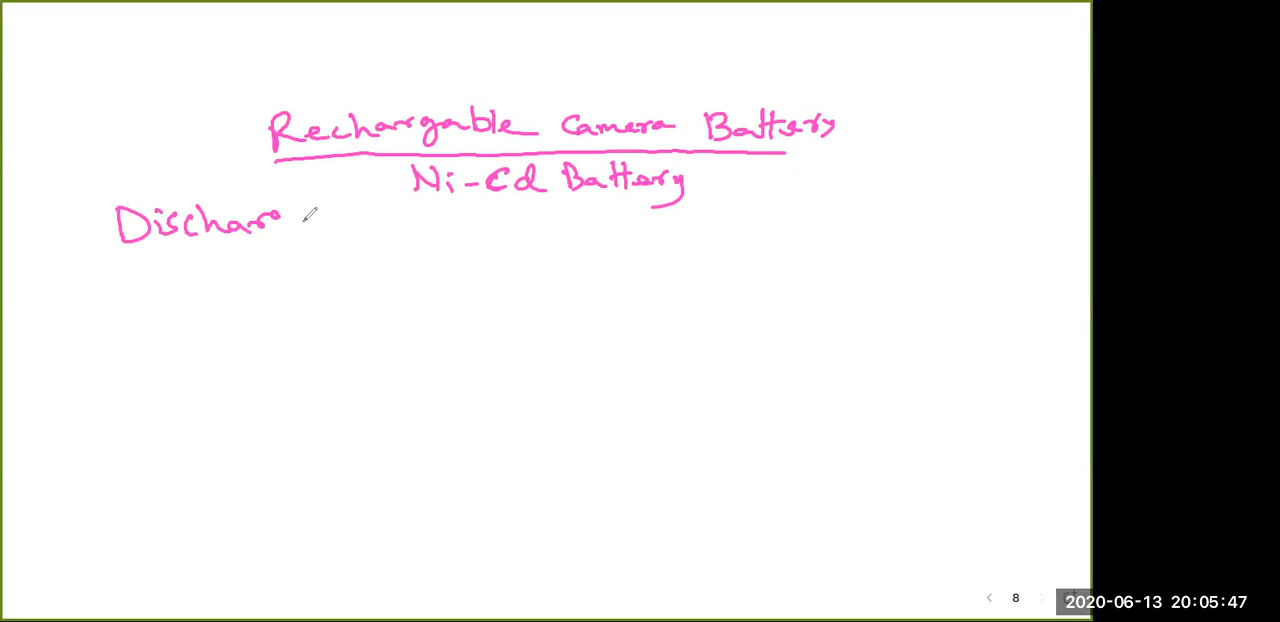 Rechargable Camera Battery
Ni-Cd Battery
Dischar
8
2020-06-13 20:05:47